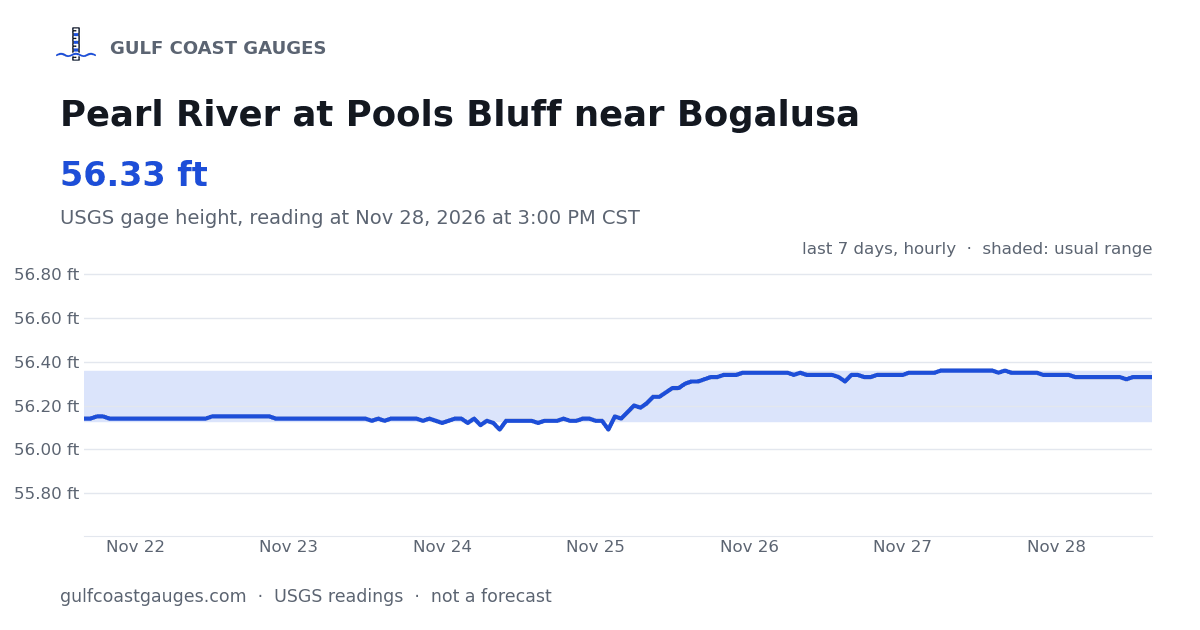 GULF COAST GAUGES
Pearl River at Pools Bluff near Bogalusa
56.33 ft
USGS gage height, reading at Nov 28, 2026 at 3:00 PM CST
last 7 days, hourly · shaded: usual range
56.80 ft
56.60 ft
56.40 ft
56.20 ft
56.00 ft
55.80 ft
Nov 22 Nov 23 Nov 24 Nov 25 Nov 26 Nov 27 Nov 28
gulfcoastgauges.com · USGS readings · not a forecast